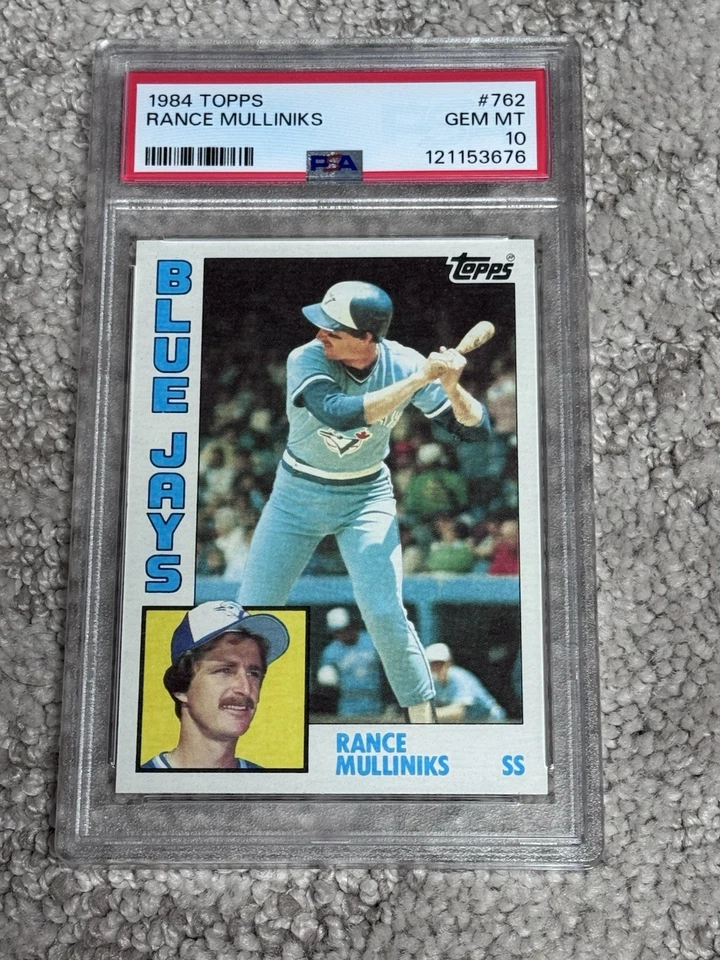 1984 TOPPS #762
RANCE MULLINIKS GEM MT
10
PSA 121153676
Topps
BLUE JAYS
RANCE
MULLINIKS SS